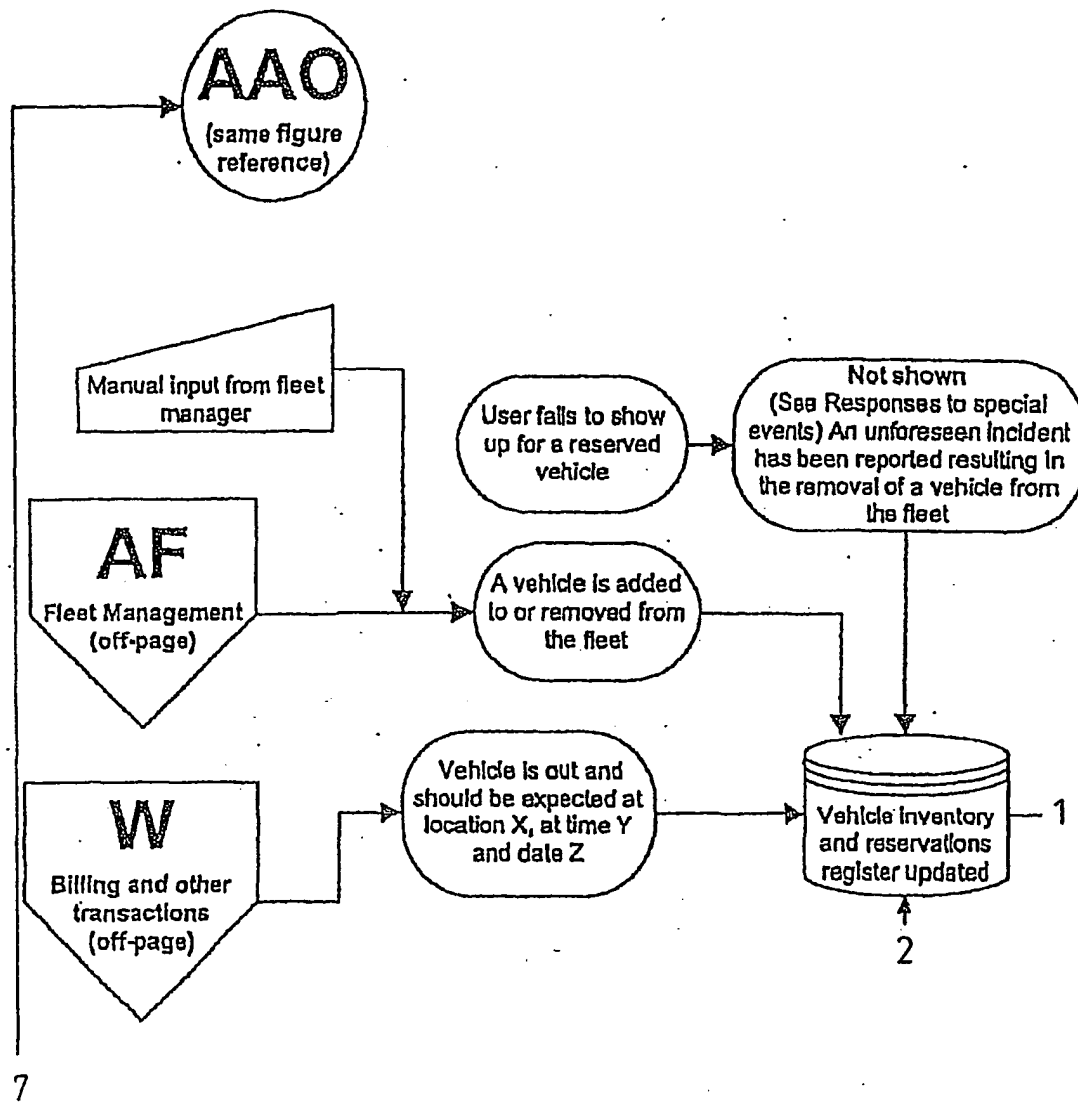 AAO
(same figure
reference)
Manual input from fleet
manager
User fails to show
up for a reserved
vehicle
Not shown
(See Responses to special
events) An unforeseen incident
has been reported resulting in
the removal of a vehicle from
the fleet
AF
Fleet Management
(off-page)
A vehicle is added
to or removed from
the fleet
W
Billing and other
transactions
(off-page)
Vehicle is out and
should be expected at
location X, at time Y
and date Z
Vehicle inventory
and reservations
register updated
1
2
7